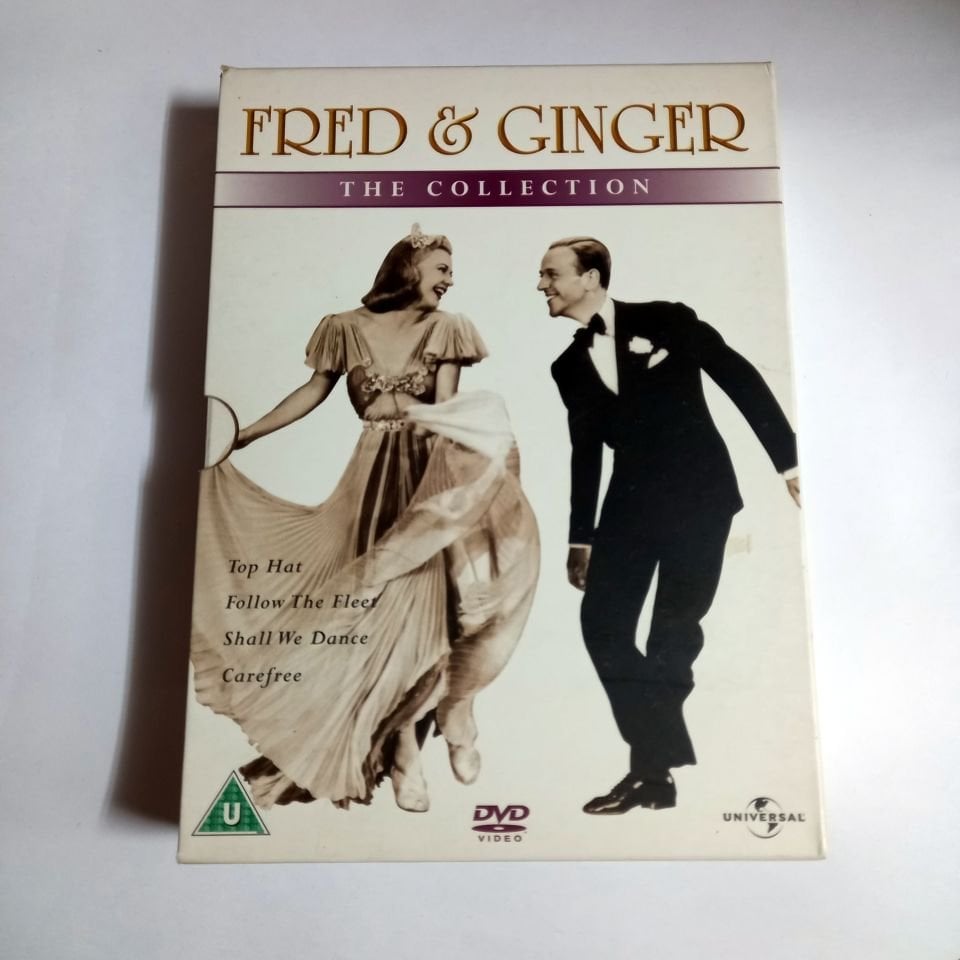 FRED & GINGER
THE COLLECTION
Top Hat
Follow The Fleet
Shall We Dance
Carefree
U
DVD
VIDEO
UNIVERSAL